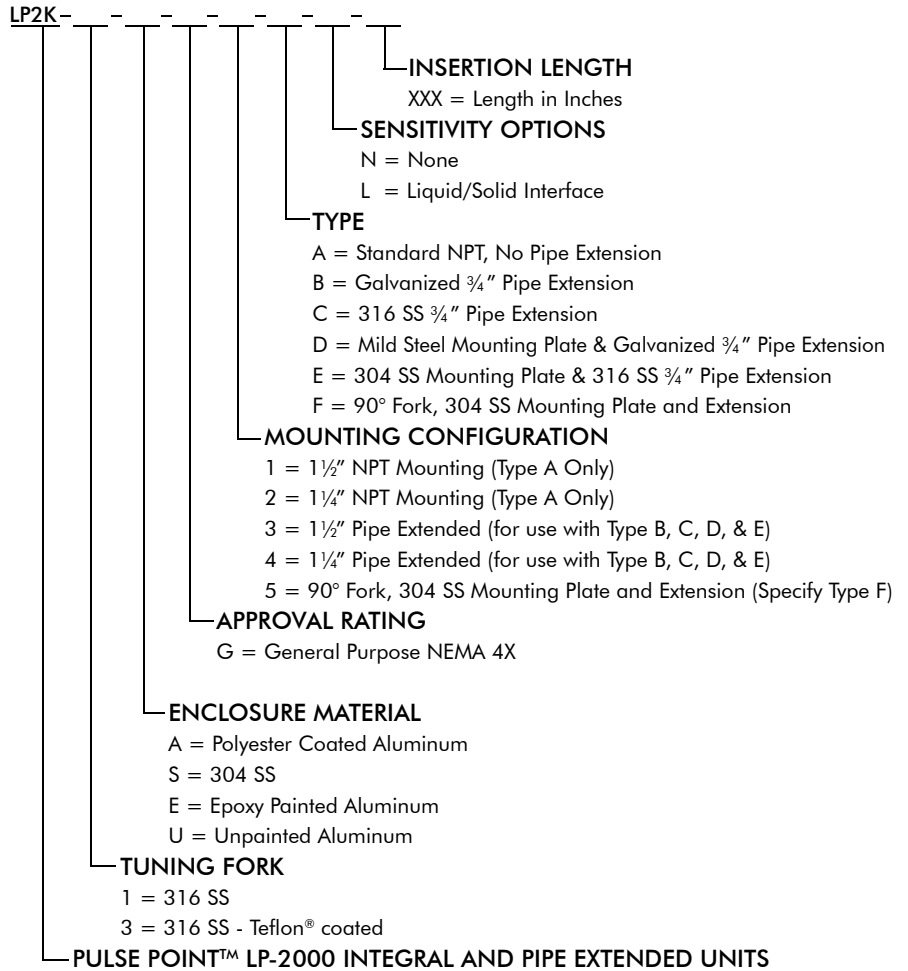 LP2K- - - - - - -
INSERTION LENGTH
XXX = Length in Inches
SENSITIVITY OPTIONS
N = None
L = Liquid/Solid Interface
TYPE
A = Standard NPT, No Pipe Extension
B = Galvanized ¾” Pipe Extension
C = 316 SS ¾” Pipe Extension
D = Mild Steel Mounting Plate & Galvanized ¾” Pipe Extension
E = 304 SS Mounting Plate & 316 SS ¾” Pipe Extension
F = 90° Fork, 304 SS Mounting Plate and Extension
MOUNTING CONFIGURATION
1 = 1½” NPT Mounting (Type A Only)
2 = 1¼” NPT Mounting (Type A Only)
3 = 1½” Pipe Extended (for use with Type B, C, D, & E)
4 = 1¼” Pipe Extended (for use with Type B, C, D, & E)
5 = 90° Fork, 304 SS Mounting Plate and Extension (Specify Type F)
APPROVAL RATING
G = General Purpose NEMA 4X
ENCLOSURE MATERIAL
A = Polyester Coated Aluminum
S = 304 SS
E = Epoxy Painted Aluminum
U = Unpainted Aluminum
TUNING FORK
1 = 316 SS
3 = 316 SS - Teflon® coated
PULSE POINT™ LP-2000 INTEGRAL AND PIPE EXTENDED UNITS